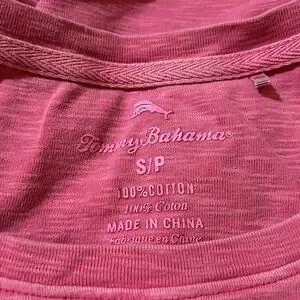 Tommy Bahama®
S/P
100% COTTON
100% Coton
MADE IN CHINA
Fabriqué en Chine